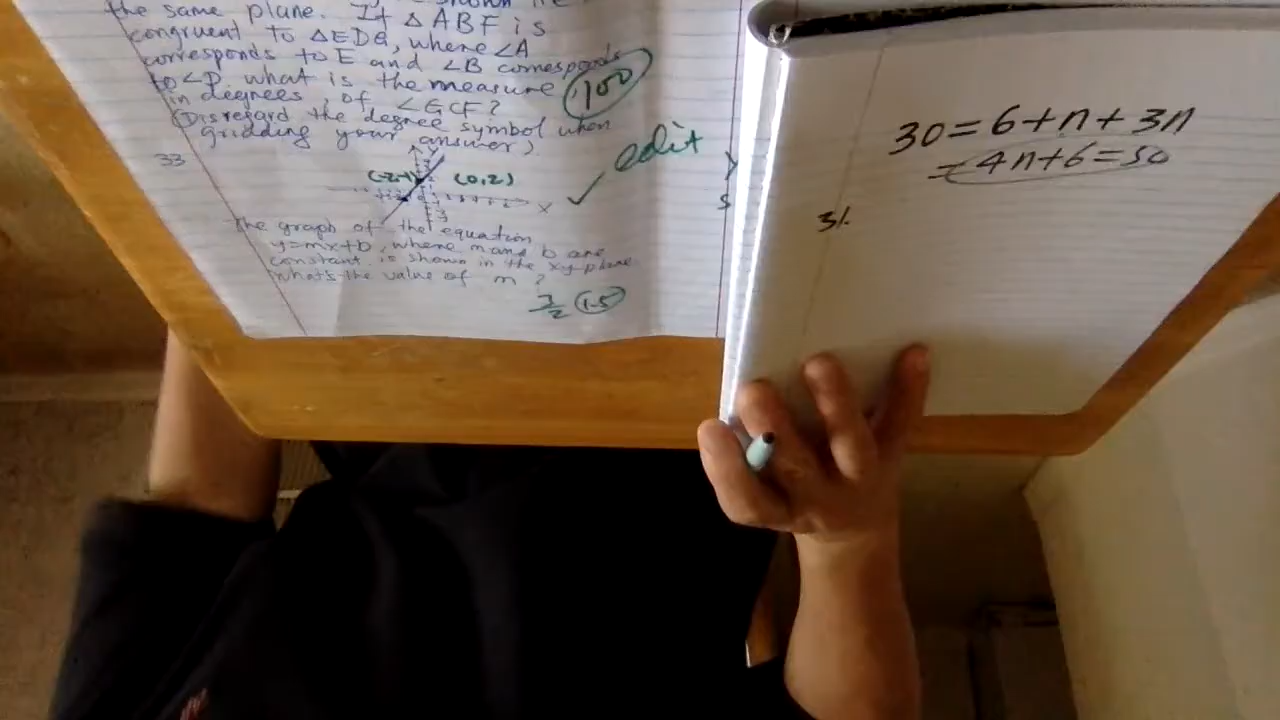 the same plane. If △ABF is
congruent to △EDG, where ∠A
corresponds to E and ∠B corresponds
to ∠D, what is the measure,
in degrees, of ∠GCF?
(Disregard the degree symbol when
gridding your answer)
100
33
edit
(0,2)
x
The graph of the equation
y=mx+b, where m and b are
constant is shown in the xy-plane
What's the value of m?
3/2 1.5
30=6+n+3n
=4n+6=30